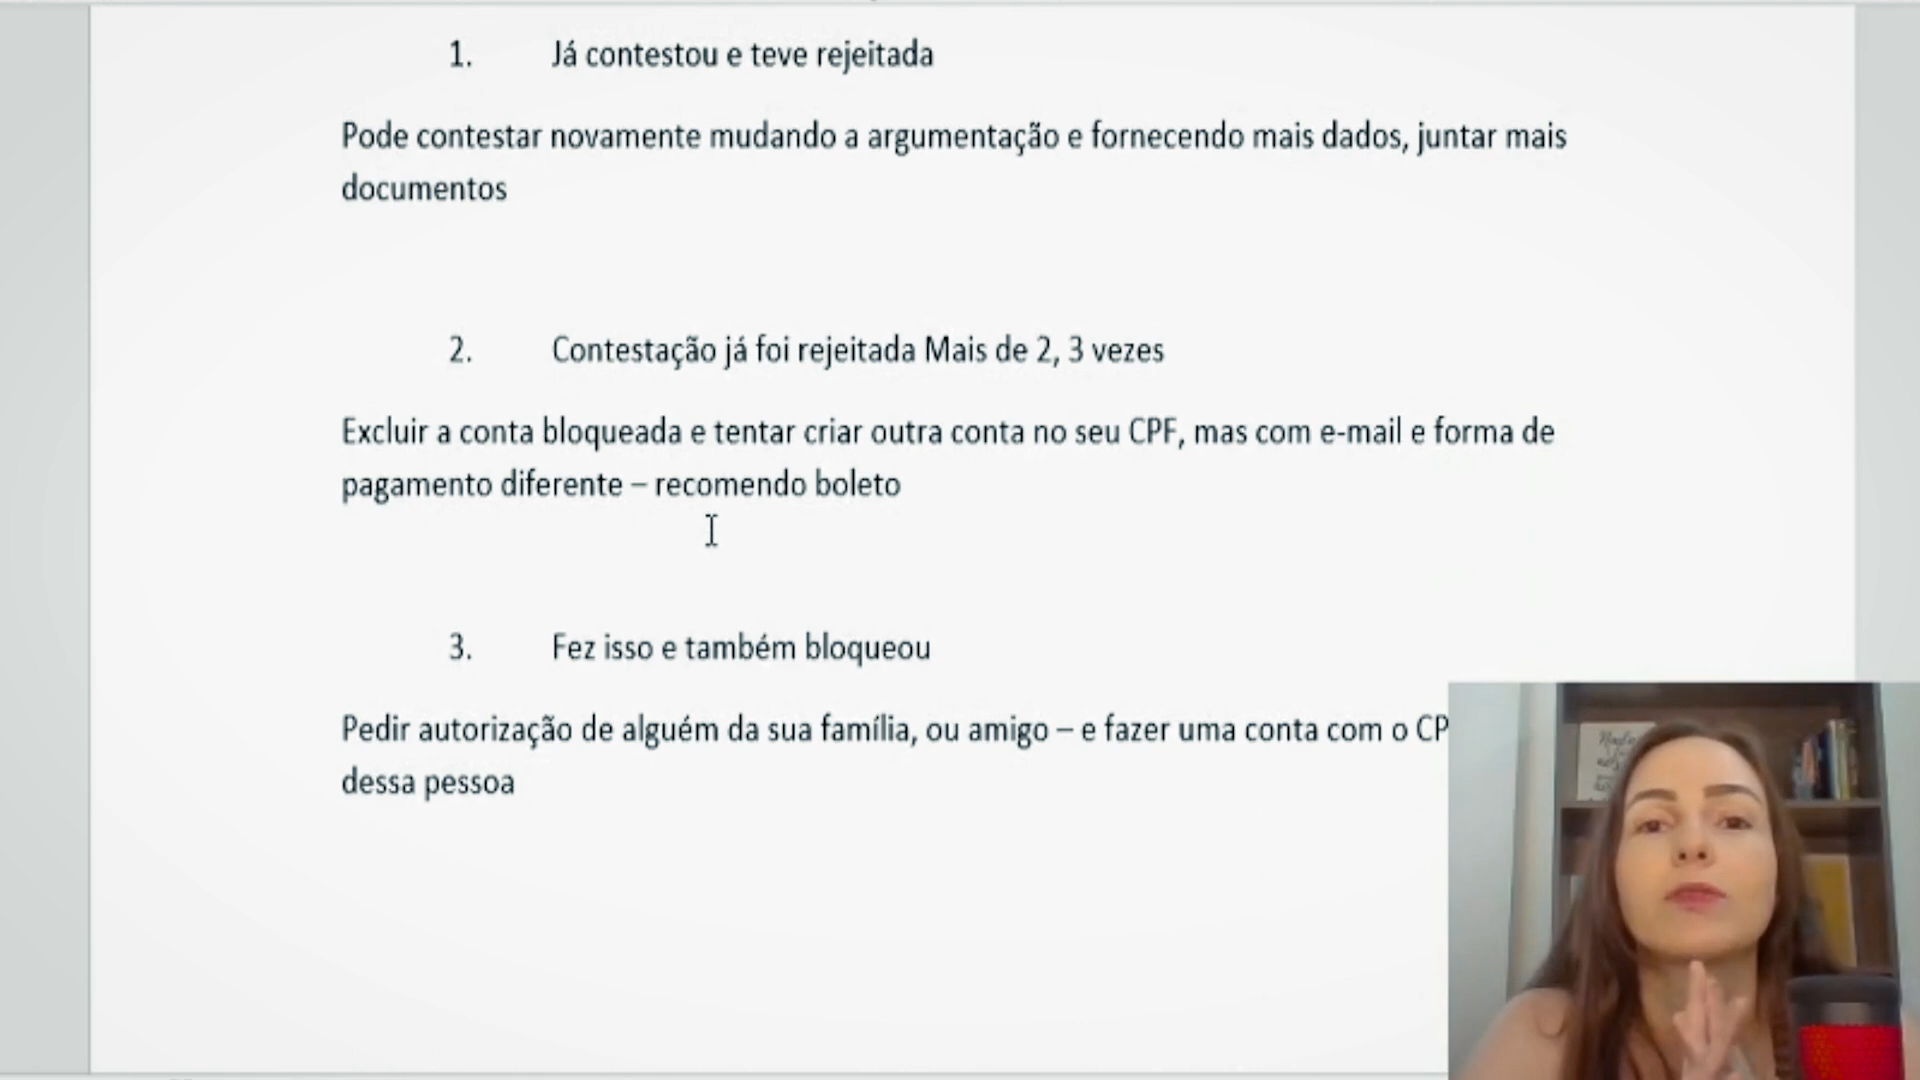 1. Já contestou e teve rejeitada
Pode contestar novamente mudando a argumentação e fornecendo mais dados, juntar mais
documentos
2. Contestação já foi rejeitada Mais de 2, 3 vezes
Excluir a conta bloqueada e tentar criar outra conta no seu CPF, mas com e-mail e forma de
pagamento diferente – recomendo boleto
3. Fez isso e também bloqueou
Pedir autorização de alguém da sua família, ou amigo – e fazer uma conta com o CP
dessa pessoa